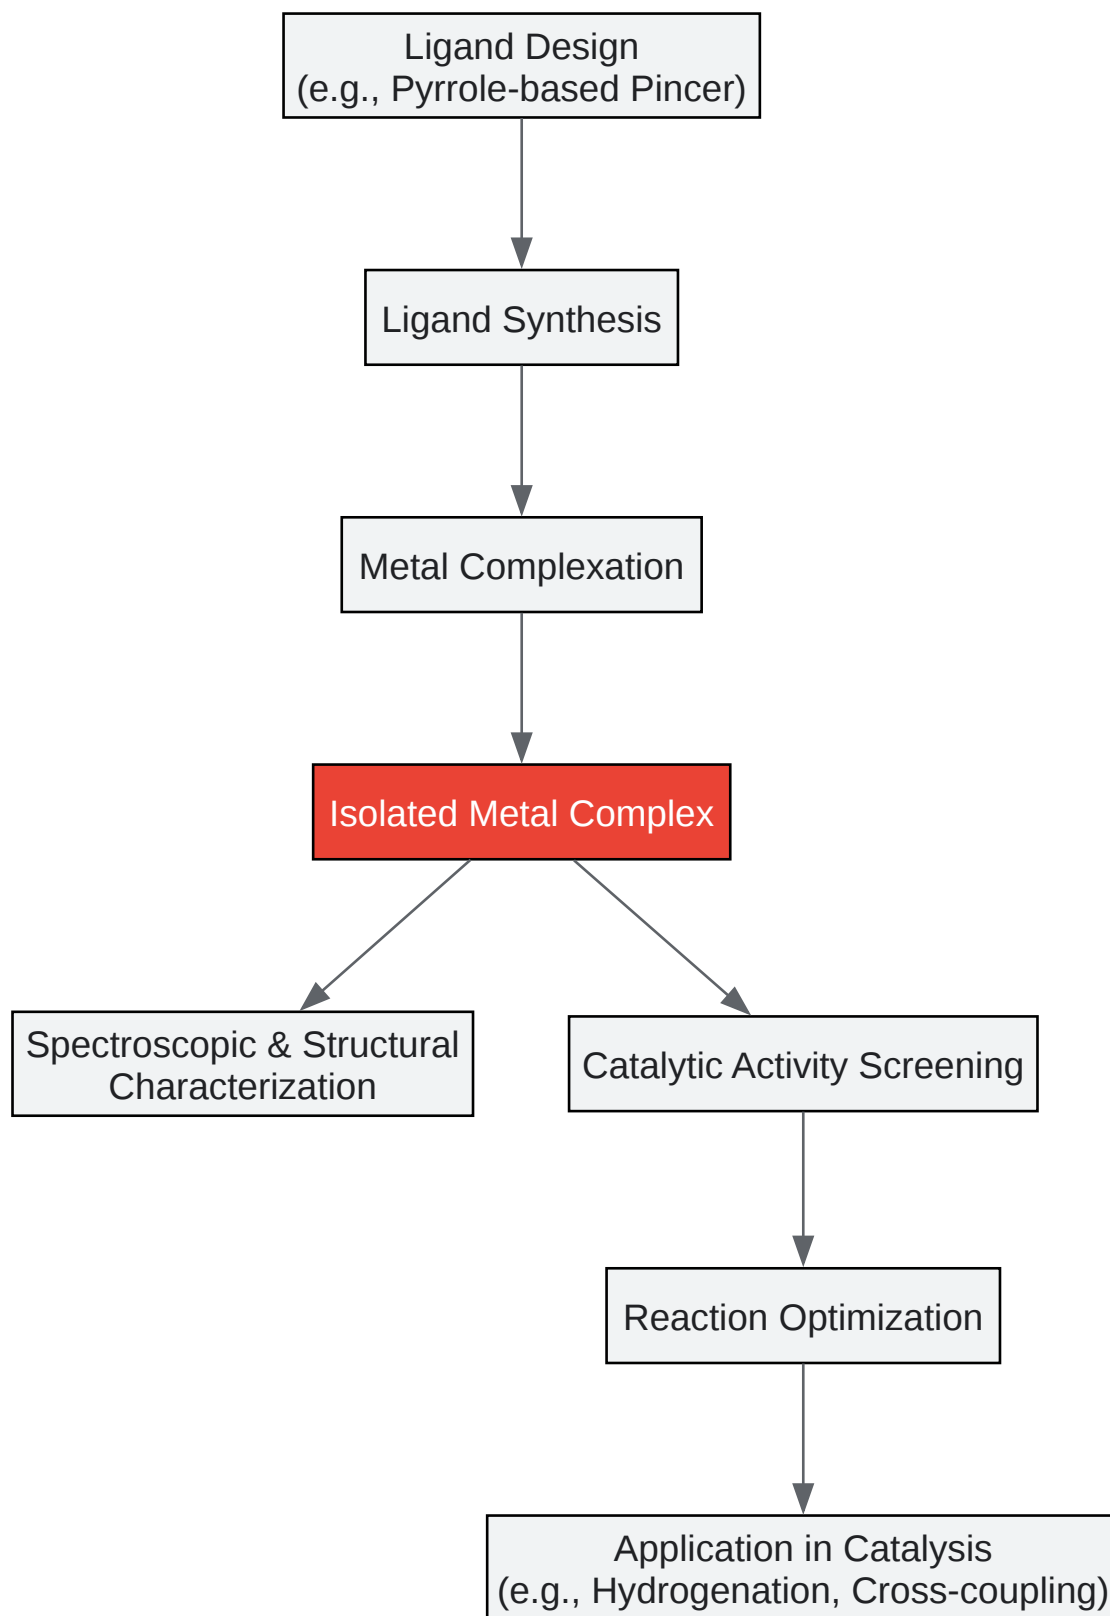 Ligand Design
(e.g., Pyrrole-based Pincer)
Ligand Synthesis
Metal Complexation
Isolated Metal Complex
Spectroscopic & Structural
Characterization
Catalytic Activity Screening
Reaction Optimization
Application in Catalysis
(e.g., Hydrogenation, Cross-coupling)